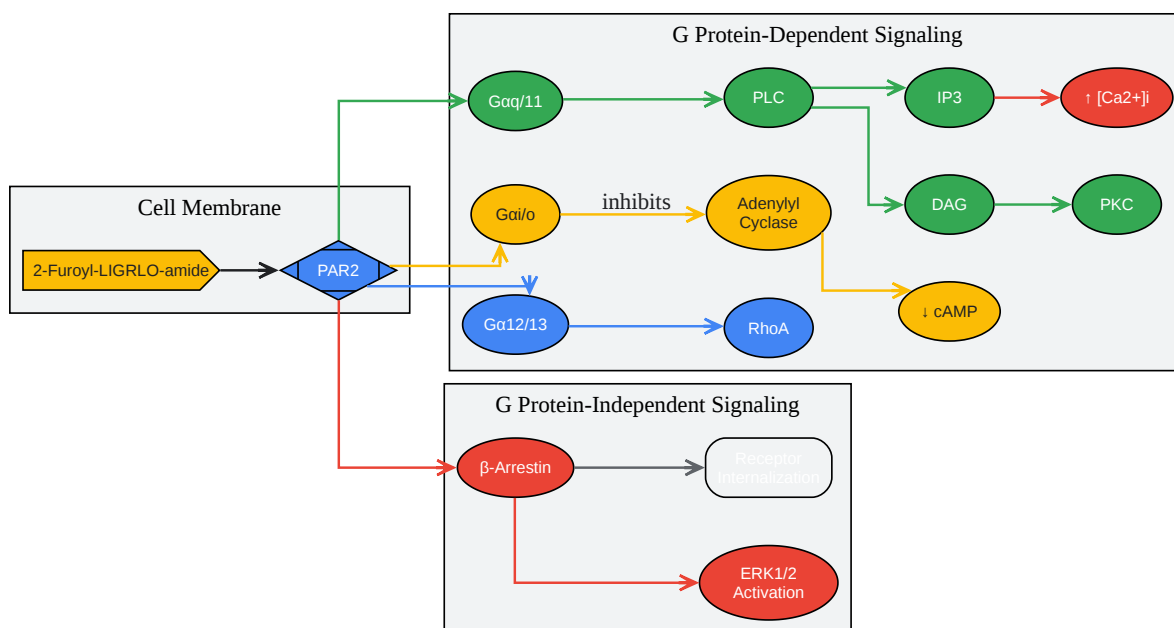 G Protein-Dependent Signaling
Gαq/11
PLC
IP3
↑ [Ca2+]i
Gαi/o
inhibits
Adenylyl
Cyclase
DAG
PKC
Cell Membrane
2-Furoyl-LIGRLO-amide
PAR2
Gα12/13
RhoA
↓ cAMP
G Protein-Independent Signaling
β-Arrestin
Receptor
Internalization
ERK1/2
Activation